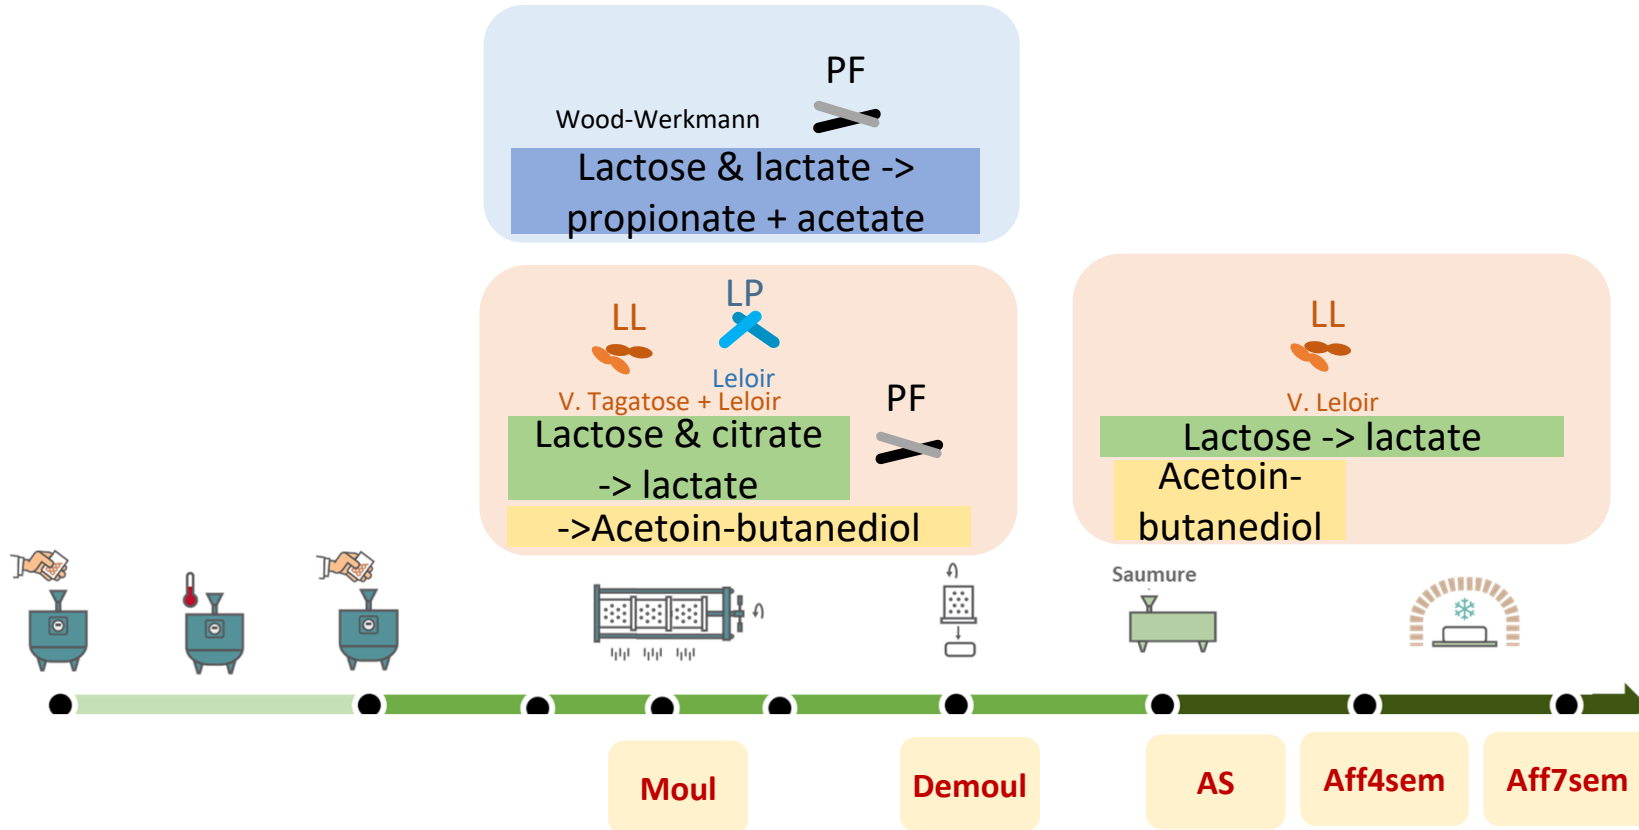 PF
Wood-Werkmann
Lactose & lactate ->
propionate + acetate
LP
LL
Leloir
V. Tagatose + Leloir
PF
Lactose & citrate
-> lactate
->Acetoin-butanediol
LL
V. Leloir
Lactose -> lactate
Acetoin-
butanediol
Saumure
Moul
Demoul
AS
Aff4sem
Aff7sem